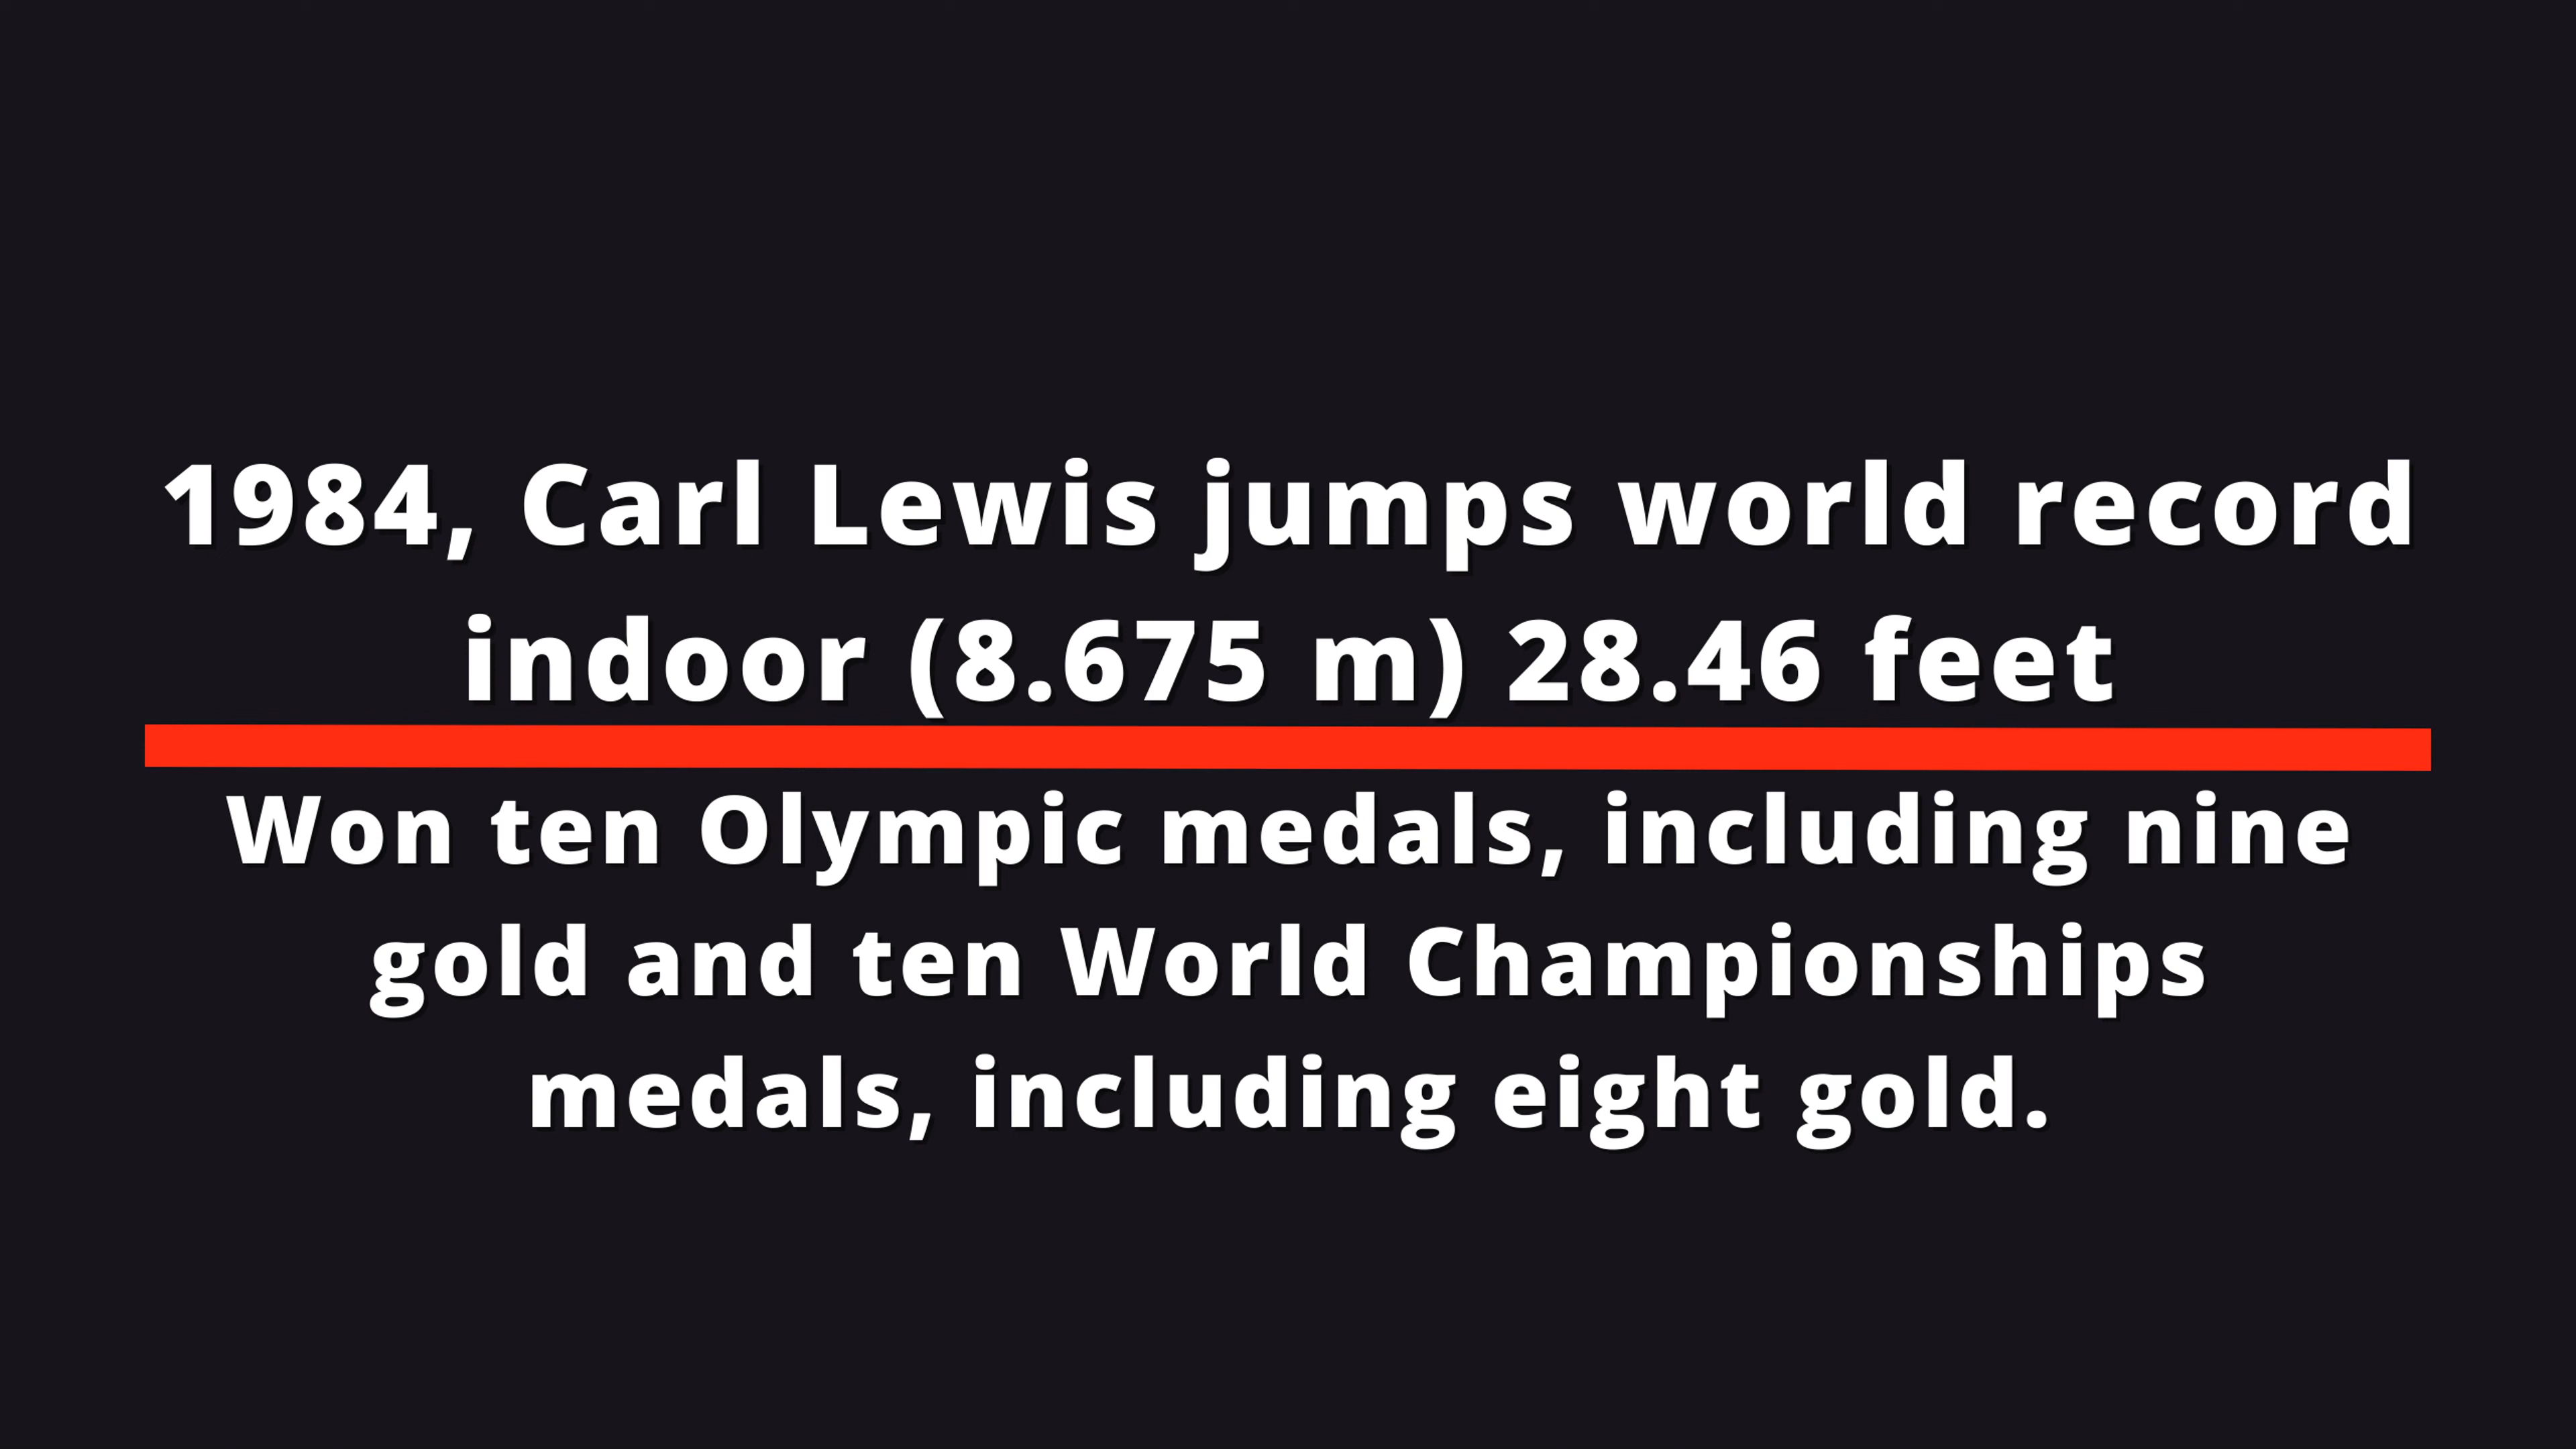 1984, Carl Lewis jumps world record
indoor (8.675 m) 28.46 feet
Won ten Olympic medals, including nine
gold and ten World Championships
medals, including eight gold.